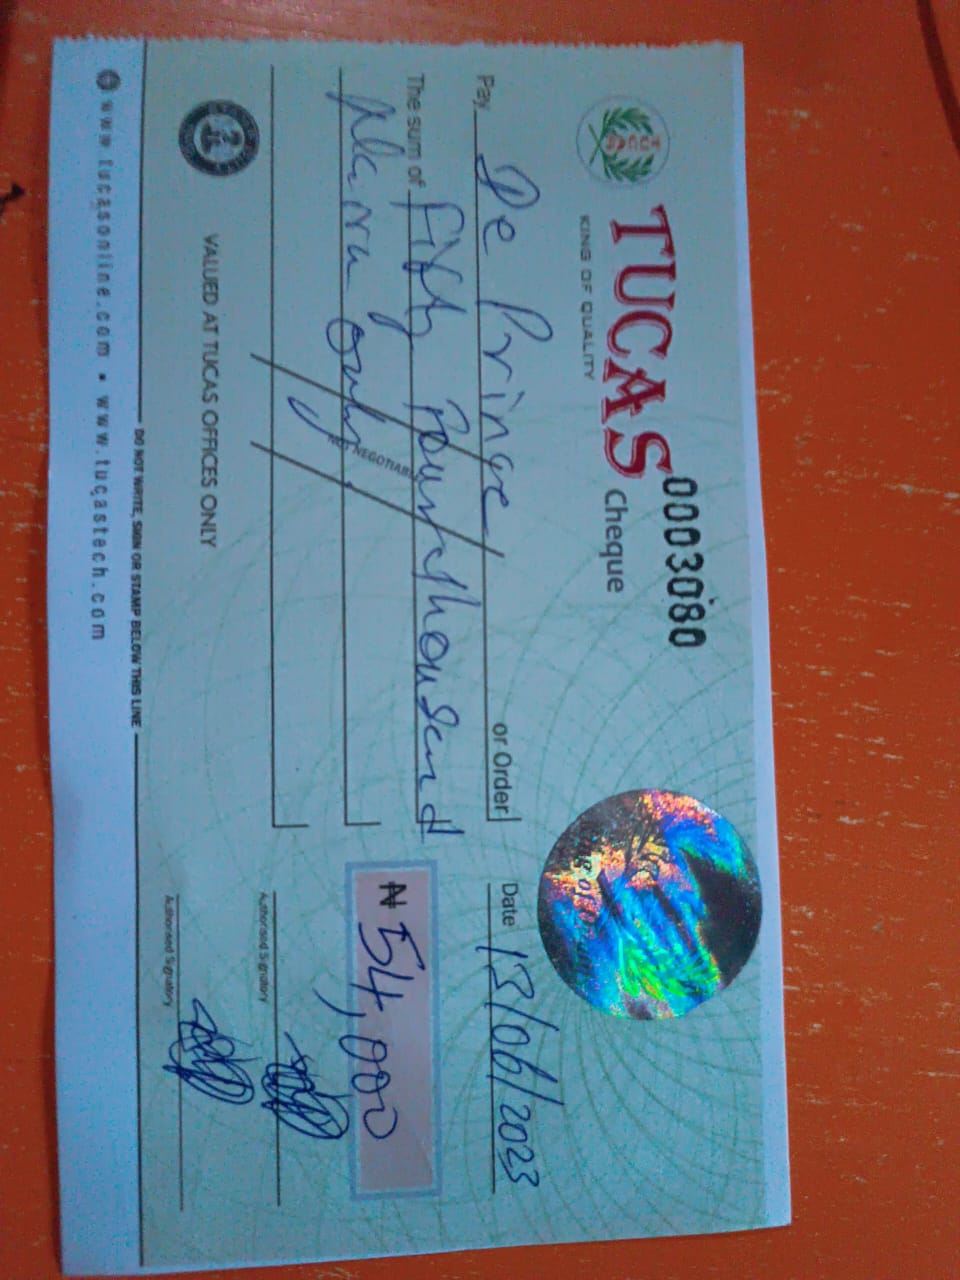 0003080
TUCAS cheque
KING OF QUALITY
Date 13/06/2023
Pay De Prince or Order
The sum of Fifty Four thousand
Naira Only
NOT NEGOTIABLE
₦ 54,000
Authorised Signatory
VALUED AT TUCAS OFFICES ONLY
Authorised Signatory
DO NOT WRITE, SIGN OR STAMP BELOW THIS LINE
www.tucasonline.com • www.tucastech.com